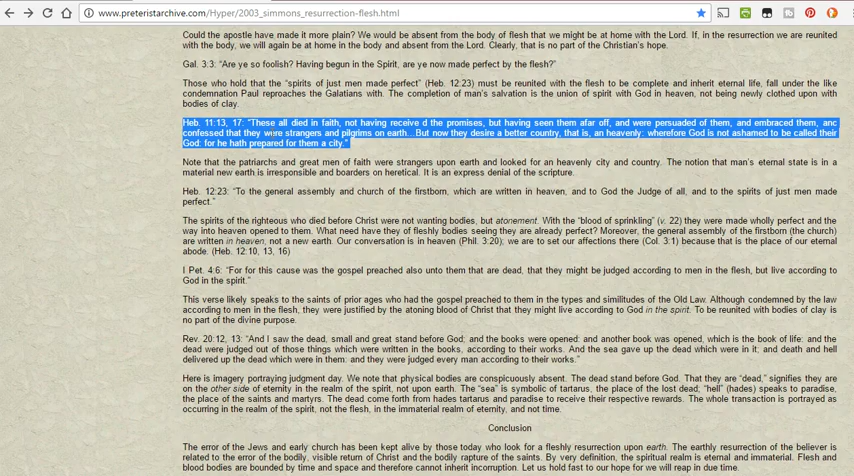 www.preteristarchive.com/Hyper/2003_simmons_resurrection-flesh.html
Could the apostle have made it more plain? We would be absent from the body of flesh that we might be at home with the Lord. If, in the resurrection we are reunited
with the body, we will again be at home in the body and absent from the Lord. Clearly, that is no part of the Christian's hope.
Gal. 3:3: "Are ye so foolish? Having begun in the Spirit, are ye now made perfect by the flesh?"
Those who hold that the "spirits of just men made perfect" (Heb. 12:23) must be reunited with the flesh to be complete and inherit eternal life, fall under the like
condemnation Paul reproaches the Galatians with. The completion of man's salvation is the union of spirit with God in heaven, not being newly clothed upon with
bodies of clay.
Heb. 11:13, 17: "These all died in faith, not having receive d the promises, but having seen them afar off, and were persuaded of them, and embraced them, anc
confessed that they were strangers and pilgrims on earth...But now they desire a better country, that is, an heavenly: wherefore God is not ashamed to be called their
God: for he hath prepared for them a city."
Note that the patriarchs and great men of faith were strangers upon earth and looked for an heavenly city and country. The notion that man's eternal state is in a
material new earth is irresponsible and boarders on heretical. It is an express denial of the scripture.
Heb. 12:23: "To the general assembly and church of the firstborn, which are written in heaven, and to God the Judge of all, and to the spirits of just men made
perfect."
The spirits of the righteous who died before Christ were not wanting bodies, but atonement. With the "blood of sprinkling" (v. 22) they were made wholly perfect and the
way into heaven opened to them. What need have they of fleshly bodies seeing they are already perfect? Moreover, the general assembly of the firstborn (the church)
are written in heaven, not a new earth. Our conversation is in heaven (Phil. 3:20); we are to set our affections there (Col. 3:1) because that is the place of our eternal
abode. (Heb. 12:10, 13, 16)
I Pet. 4:6: "For for this cause was the gospel preached also unto them that are dead, that they might be judged according to men in the flesh, but live according to
God in the spirit."
This verse likely speaks to the saints of prior ages who had the gospel preached to them in the types and similitudes of the Old Law. Although condemned by the law
according to men in the flesh, they were justified by the atoning blood of Christ that they might live according to God in the spirit. To be reunited with bodies of clay is
no part of the divine purpose.
Rev. 20:12, 13: "And I saw the dead, small and great stand before God; and the books were opened: and another book was opened, which is the book of life: and the
dead were judged out of those things which were written in the books, according to their works. And the sea gave up the dead which were in it; and death and hell
delivered up the dead which were in them: and they were judged every man according to their works."
Here is imagery portraying judgment day. We note that physical bodies are conspicuously absent. The dead stand before God. That they are "dead," signifies they are
on the other side of eternity in the realm of the spirit, not upon earth. The "sea" is symbolic of tartarus, the place of the lost dead; "hell" (hades) speaks to paradise,
the place of the saints and martyrs. The dead come forth from hades tartarus and paradise to receive their respective rewards. The whole transaction is portrayed as
occurring in the realm of the spirit, not the flesh, in the immaterial realm of eternity, and not time.
Conclusion
The error of the Jews and early church has been kept alive by those today who look for a fleshly resurrection upon earth. The earthly resurrection of the believer is
related to the error of the bodily, visible return of Christ and the bodily rapture of the saints. By very definition, the spiritual realm is eternal and immaterial. Flesh and
blood bodies are bounded by time and space and therefore cannot inherit incorruption. Let us hold fast to our hope for we will reap in due time.